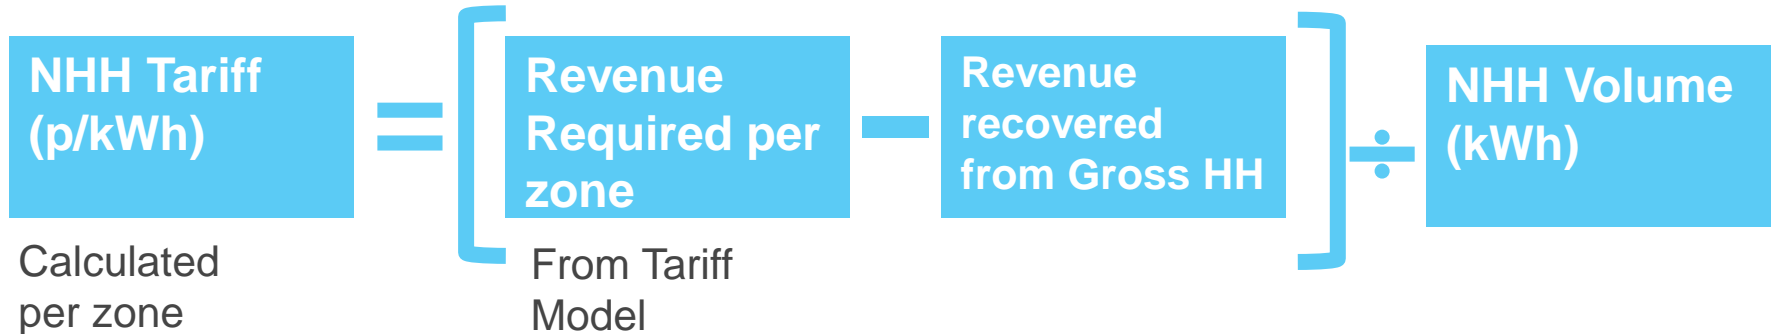 NHH Tariff
(p/kWh)
=
[
Revenue
Required per
zone
−
Revenue
recovered
from Gross HH
]
÷
NHH Volume
(kWh)
Calculated
per zone
From Tariff
Model